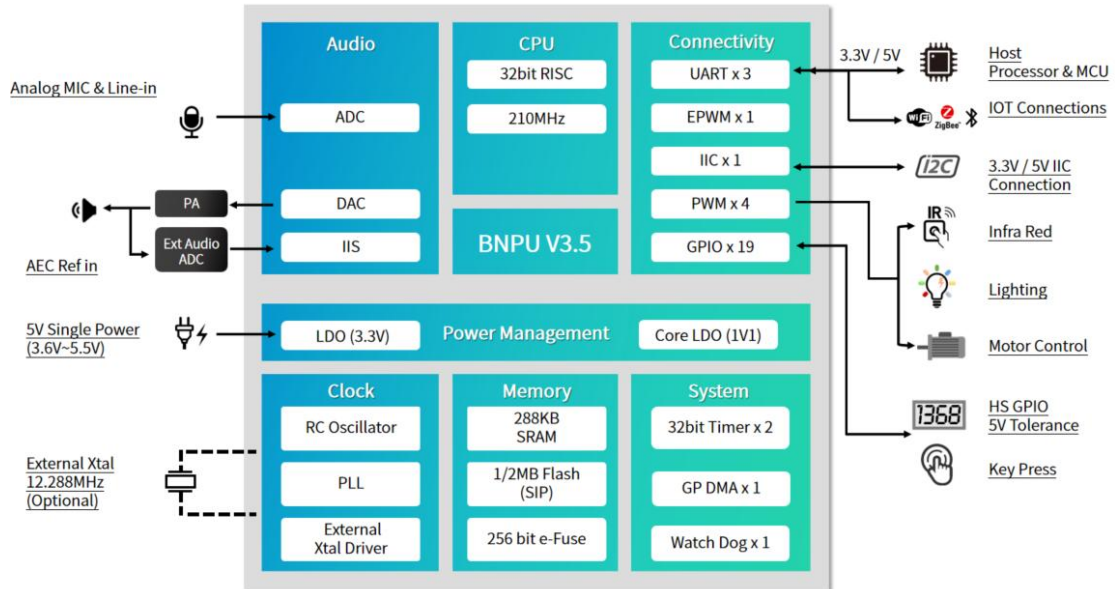 Analog MIC & Line-in
PA
Ext Audio
ADC
AEC Ref in
5V Single Power
(3.6V~5.5V)
External Xtal
12.288MHz
(Optional)
Audio
ADC
DAC
IIS
CPU
32bit RISC
210MHz
BNPU V3.5
Connectivity
UART x 3
EPWM x 1
IIC x 1
PWM x 4
GPIO x 19
LDO (3.3V)
Power Management
Core LDO (1V1)
Clock
RC Oscillator
PLL
External
Xtal Driver
Memory
288KB
SRAM
1/2MB Flash
(SIP)
256 bit e-Fuse
System
32bit Timer x 2
GP DMA x 1
Watch Dog x 1
3.3V / 5V
Host
Processor & MCU
WiFi
ZigBee
IOT Connections
I2C
3.3V / 5V IIC
Connection
IR
Infra Red
Lighting
Motor Control
1368
HS GPIO
5V Tolerance
Key Press